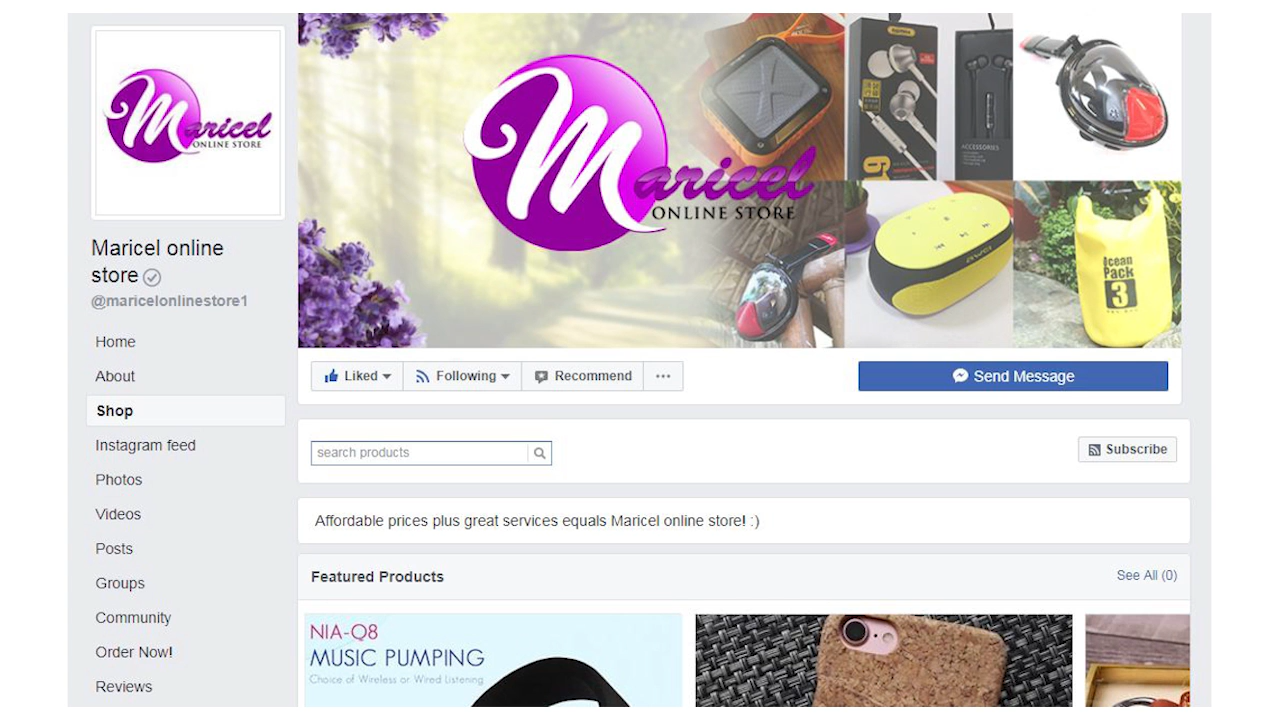 Maricel
ONLINE STORE
Maricel online
store
@maricelonlinestore1
Home
About
Shop
Instagram feed
Photos
Videos
Posts
Groups
Community
Order Now!
Reviews
Maricel
ONLINE STORE
ACCESSORIES
Ocean
Pack
3
Liked
Following
Recommend
Send Message
search products
Subscribe
Affordable prices plus great services equals Maricel online store! :)
Featured Products
See All (0)
NIA-Q8
MUSIC PUMPING
Choice of Wireless or Wired Listening